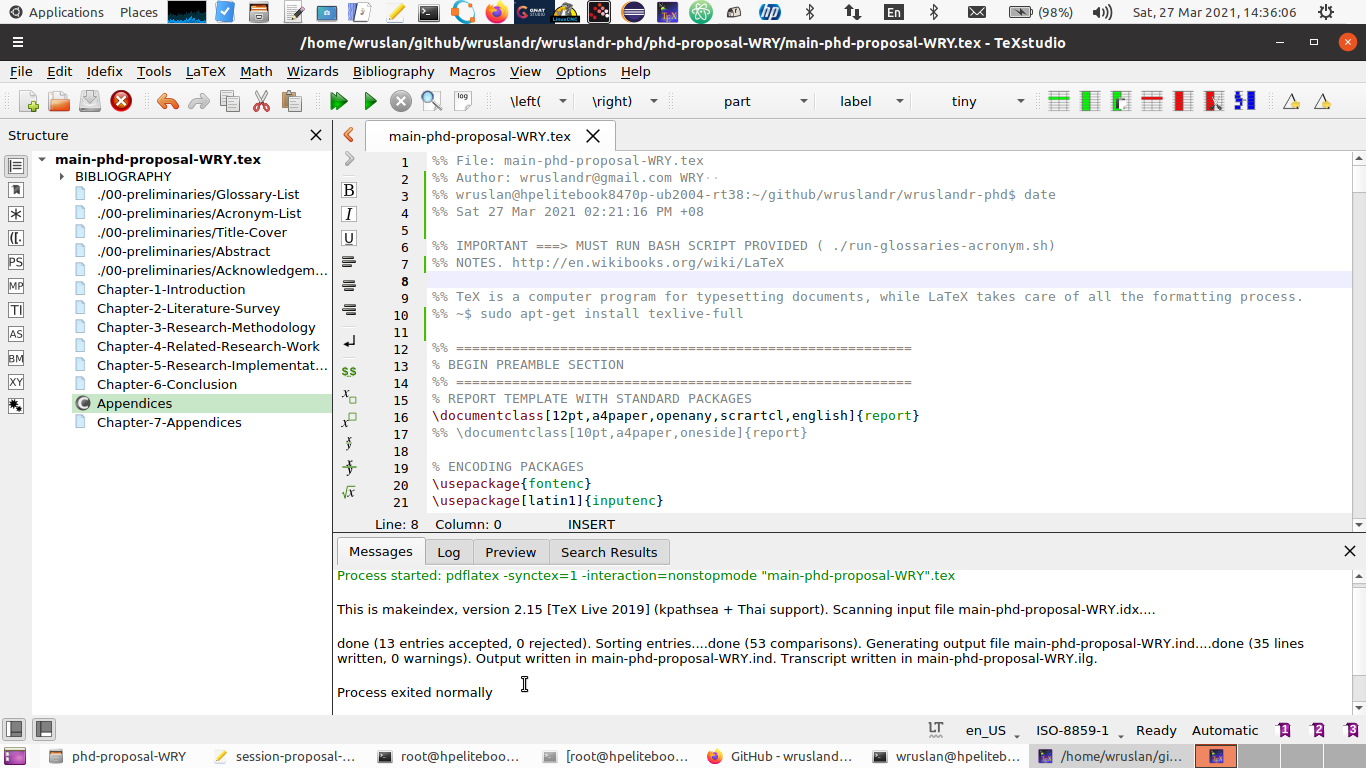 Applications Places En (98%) Sat, 27 Mar 2021, 14:36:06
/home/wruslan/github/wruslandr/wruslandr-phd/phd-proposal-WRY/main-phd-proposal-WRY.tex - TeXstudio
File Edit Idefix Tools LaTeX Math Wizards Bibliography Macros View Options Help
log \left( \right) part label tiny
Structure
main-phd-proposal-WRY.tex
BIBLIOGRAPHY
./00-preliminaries/Glossary-List
./00-preliminaries/Acronym-List
./00-preliminaries/Title-Cover
./00-preliminaries/Abstract
./00-preliminaries/Acknowledgem...
Chapter-1-Introduction
Chapter-2-Literature-Survey
Chapter-3-Research-Methodology
Chapter-4-Related-Research-Work
Chapter-5-Research-Implementat...
Chapter-6-Conclusion
Appendices
Chapter-7-Appendices
PS
MP
TI
AS
BM
XY
main-phd-proposal-WRY.tex
B
I
U
$$
1 %% File: main-phd-proposal-WRY.tex
2 %% Author: wruslandr@gmail.com WRY··
3 %% wruslan@hpelitebook8470p-ub2004-rt38:~/github/wruslandr/wruslandr-phd$ date
4 %% Sat 27 Mar 2021 02:21:16 PM +08
5
6 %% IMPORTANT ===> MUST RUN BASH SCRIPT PROVIDED ( ./run-glossaries-acronym.sh)
7 %% NOTES. http://en.wikibooks.org/wiki/LaTeX
8
9 %% TeX is a computer program for typesetting documents, while LaTeX takes care of all the formatting process.
10 %% ~$ sudo apt-get install texlive-full
11
12 %% =========================================================
13 % BEGIN PREAMBLE SECTION
14 %% =========================================================
15 % REPORT TEMPLATE WITH STANDARD PACKAGES
16 \documentclass[12pt,a4paper,openany,scrartcl,english]{report}
17 %% \documentclass[10pt,a4paper,oneside]{report}
18
19 % ENCODING PACKAGES
20 \usepackage{fontenc}
21 \usepackage[latin1]{inputenc}
Line: 8 Column: 0 INSERT
Messages Log Preview Search Results
Process started: pdflatex -synctex=1 -interaction=nonstopmode "main-phd-proposal-WRY".tex
This is makeindex, version 2.15 [TeX Live 2019] (kpathsea + Thai support). Scanning input file main-phd-proposal-WRY.idx....
done (13 entries accepted, 0 rejected). Sorting entries....done (53 comparisons). Generating output file main-phd-proposal-WRY.ind....done (35 lines
written, 0 warnings). Output written in main-phd-proposal-WRY.ind. Transcript written in main-phd-proposal-WRY.ilg.
Process exited normally
LT en_US ISO-8859-1 Ready Automatic 1 2 3
phd-proposal-WRY session-proposal-... root@hpeliteboo... [root@hpeliteboo... GitHub - wrusland... wruslan@hpeliteb... /home/wruslan/gi...